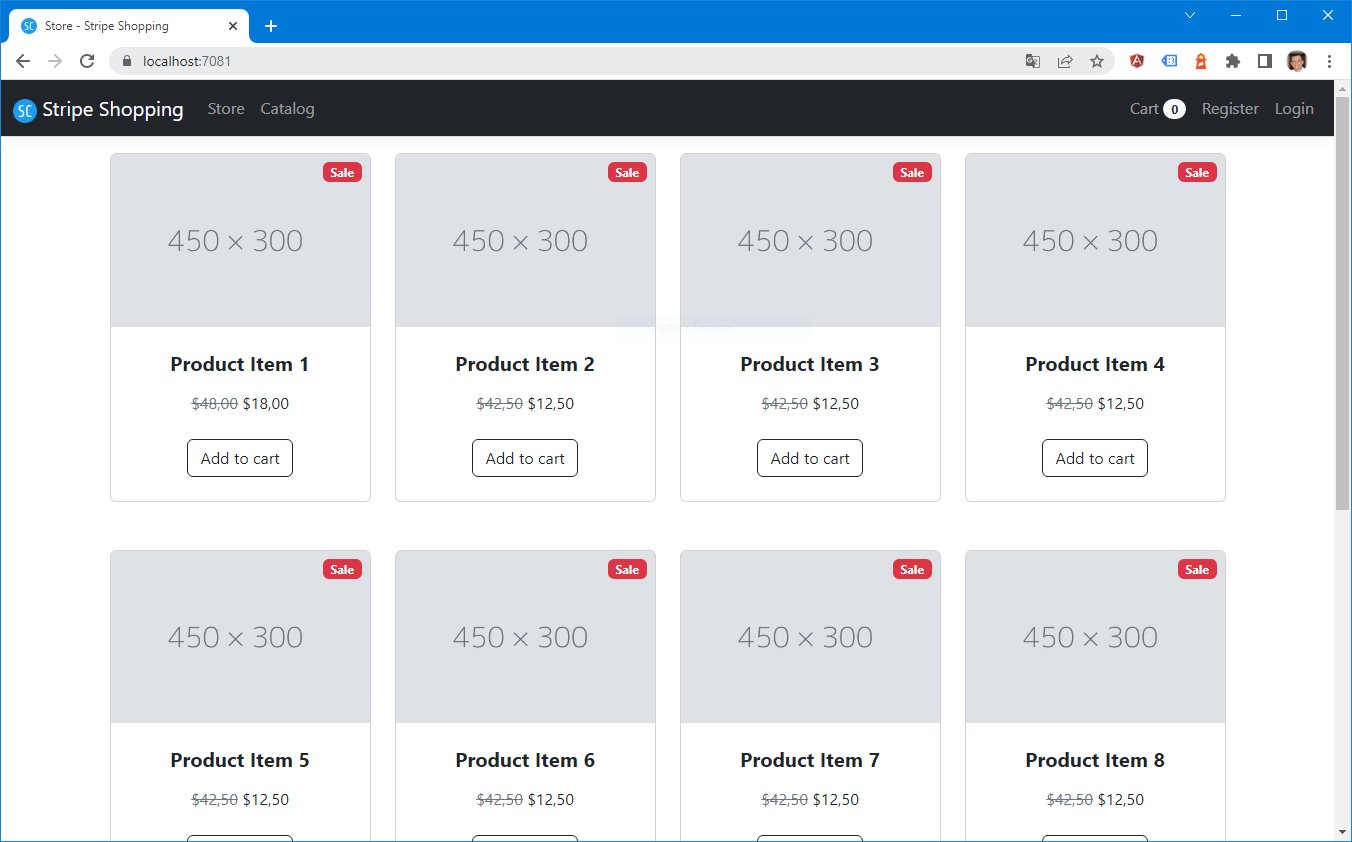 SC Store - Stripe Shopping
localhost:7081
SC Stripe Shopping Store Catalog Cart 0 Register Login
Sale Sale Sale Sale
450 × 300 450 × 300 450 × 300 450 × 300
Product Item 1 Product Item 2 Product Item 3 Product Item 4
$48,00 $18,00 $42,50 $12,50 $42,50 $12,50 $42,50 $12,50
Add to cart Add to cart Add to cart Add to cart
Sale Sale Sale Sale
450 × 300 450 × 300 450 × 300 450 × 300
Product Item 5 Product Item 6 Product Item 7 Product Item 8
$42,50 $12,50 $42,50 $12,50 $42,50 $12,50 $42,50 $12,50